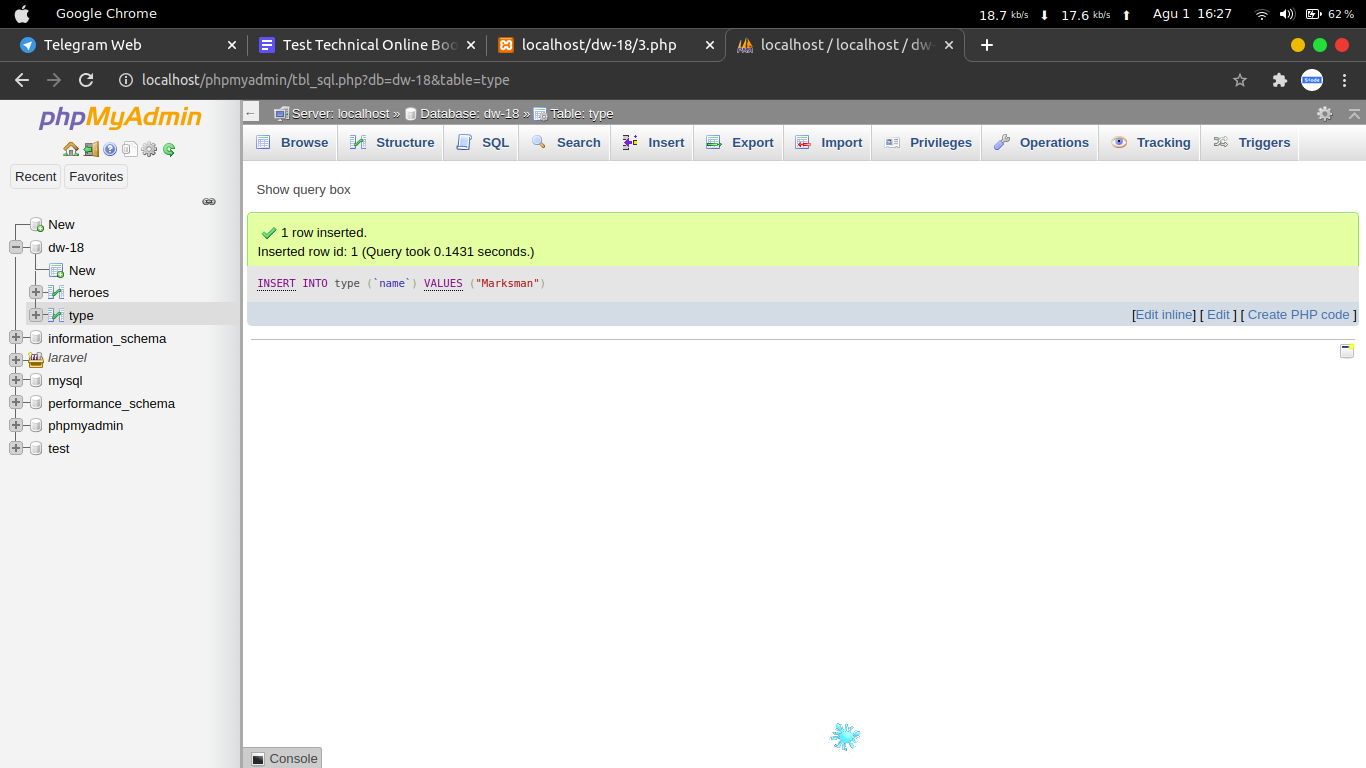 Google Chrome
18.7 kb/s ⬇ 17.6 kb/s ⬆ Agu 1 16:27 62 %
Telegram Web
Test Technical Online Boo
localhost/dw-18/3.php
localhost / localhost / dw-
localhost/phpmyadmin/tbl_sql.php?db=dw-18&table=type
phpMyAdmin
Recent
Favorites
New
dw-18
New
heroes
type
information_schema
laravel
mysql
performance_schema
phpmyadmin
test
Server: localhost » Database: dw-18 » Table: type
Browse
Structure
SQL
Search
Insert
Export
Import
Privileges
Operations
Tracking
Triggers
Show query box
1 row inserted.
Inserted row id: 1 (Query took 0.1431 seconds.)
INSERT INTO type (`name`) VALUES ("Marksman")
[Edit inline] [ Edit ] [ Create PHP code ]
Console